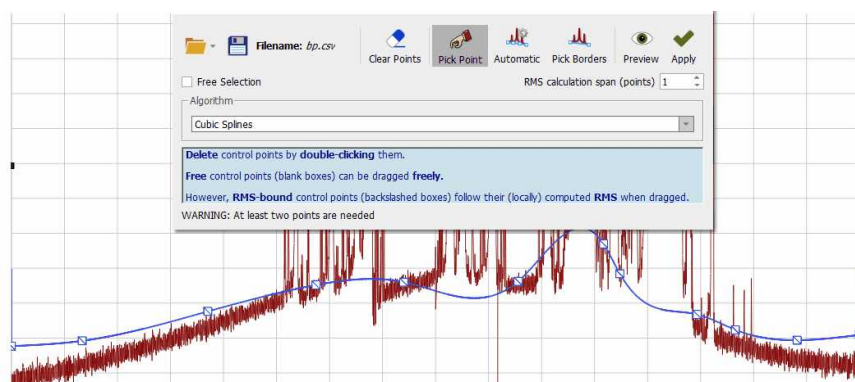 Filename: bp.csv
Clear Points Pick Point Automatic Pick Borders Preview Apply
Free Selection RMS calculation span (points) 1
Algorithm
Cubic Splines
Delete control points by double-clicking them.
Free control points (blank boxes) can be dragged freely.
However, RMS-bound control points (backslashed boxes) follow their (locally) computed RMS when dragged.
WARNING: At least two points are needed